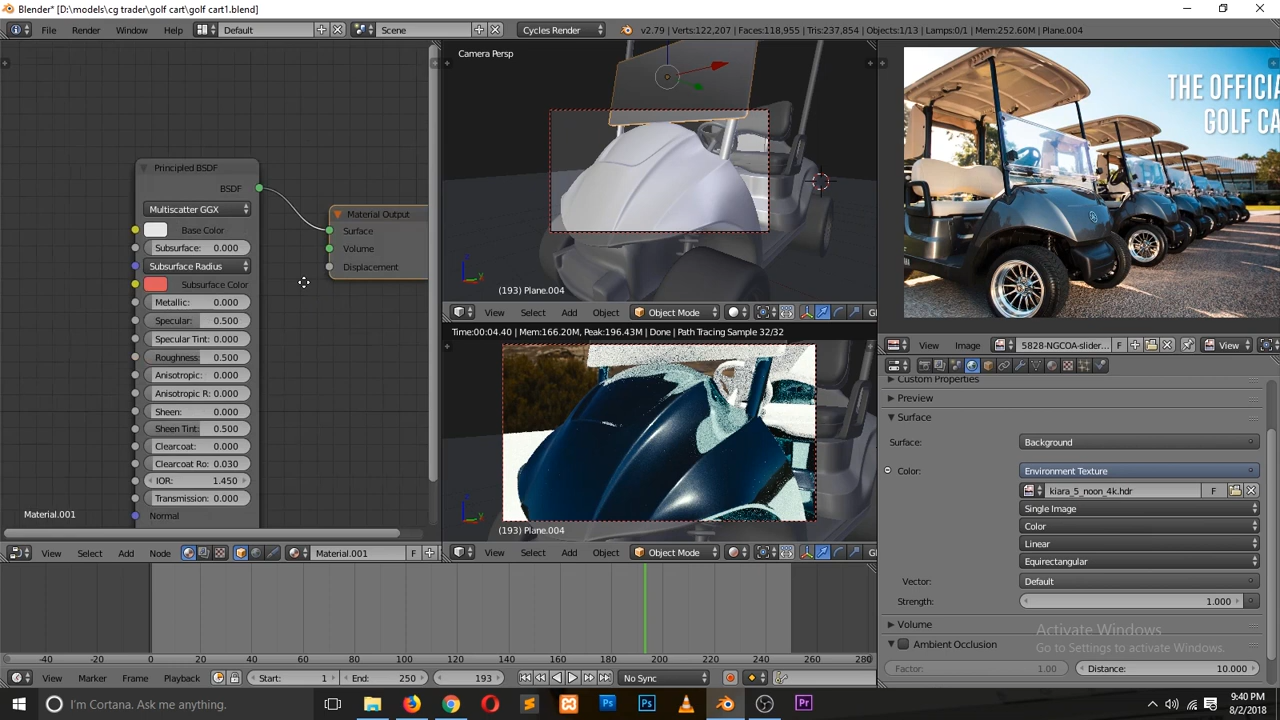 Blender* [D:\models\cg trader\golf cart\golf cart1.blend]
File Render Window Help Default Scene Cycles Render v2.79 | Verts:122,207 | Faces:118,955 | Tris:237,854 | Objects:1/13 | Lamps:0/1 | Mem:252.60M | Plane.004
Camera Persp
THE OFFICIA
GOLF CA
Principled BSDF
BSDF
Multiscatter GGX
Base Color
Subsurface: 0.000
Subsurface Radius
Subsurface Color
Metallic: 0.000
Specular: 0.500
Specular Tint: 0.000
Roughness: 0.500
Anisotropic: 0.000
Anisotropic R: 0.000
Sheen: 0.000
Sheen Tint: 0.500
Clearcoat: 0.000
Clearcoat Ro: 0.030
IOR: 1.450
Transmission: 0.000
Normal
Material Output
Surface
Volume
Displacement
Material.001
View Select Add Node Material.001 F
(193) Plane.004
View Select Add Object Object Mode Gl
Time:00:04.40 | Mem:166.20M, Peak:196.43M | Done | Path Tracing Sample 32/32
(193) Plane.004
View Select Add Object Object Mode Gl
View Image 5828-NGCOA-slider... F View
Custom Properties
Preview
Surface
Surface: Background
Color: Environment Texture
kiara_5_noon_4k.hdr F
Single Image
Color
Linear
Equirectangular
Vector: Default
Strength: 1.000
Volume
Activate Windows
Ambient Occlusion
Go to Settings to activate Windows.
Factor: 1.00 Distance: 10.000
-40 -20 0 20 40 60 80 100 120 140 160 180 200 220 240 260 280
View Marker Frame Playback Start: 1 End: 250 193 No Sync
I'm Cortana. Ask me anything.
9:40 PM
8/2/2018